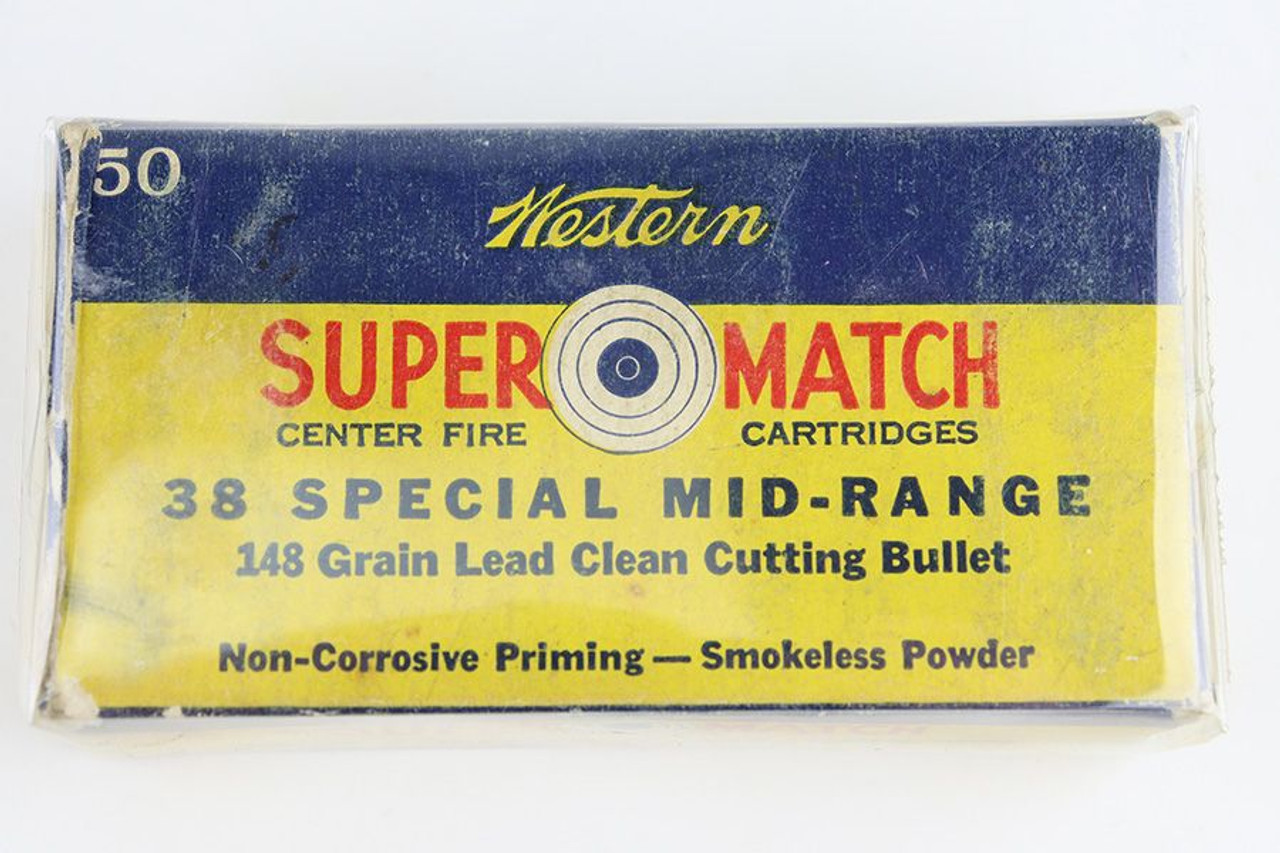 50
Western
SUPER MATCH
CENTER FIRE CARTRIDGES
38 SPECIAL MID-RANGE
148 Grain Lead Clean Cutting Bullet
Non-Corrosive Priming — Smokeless Powder